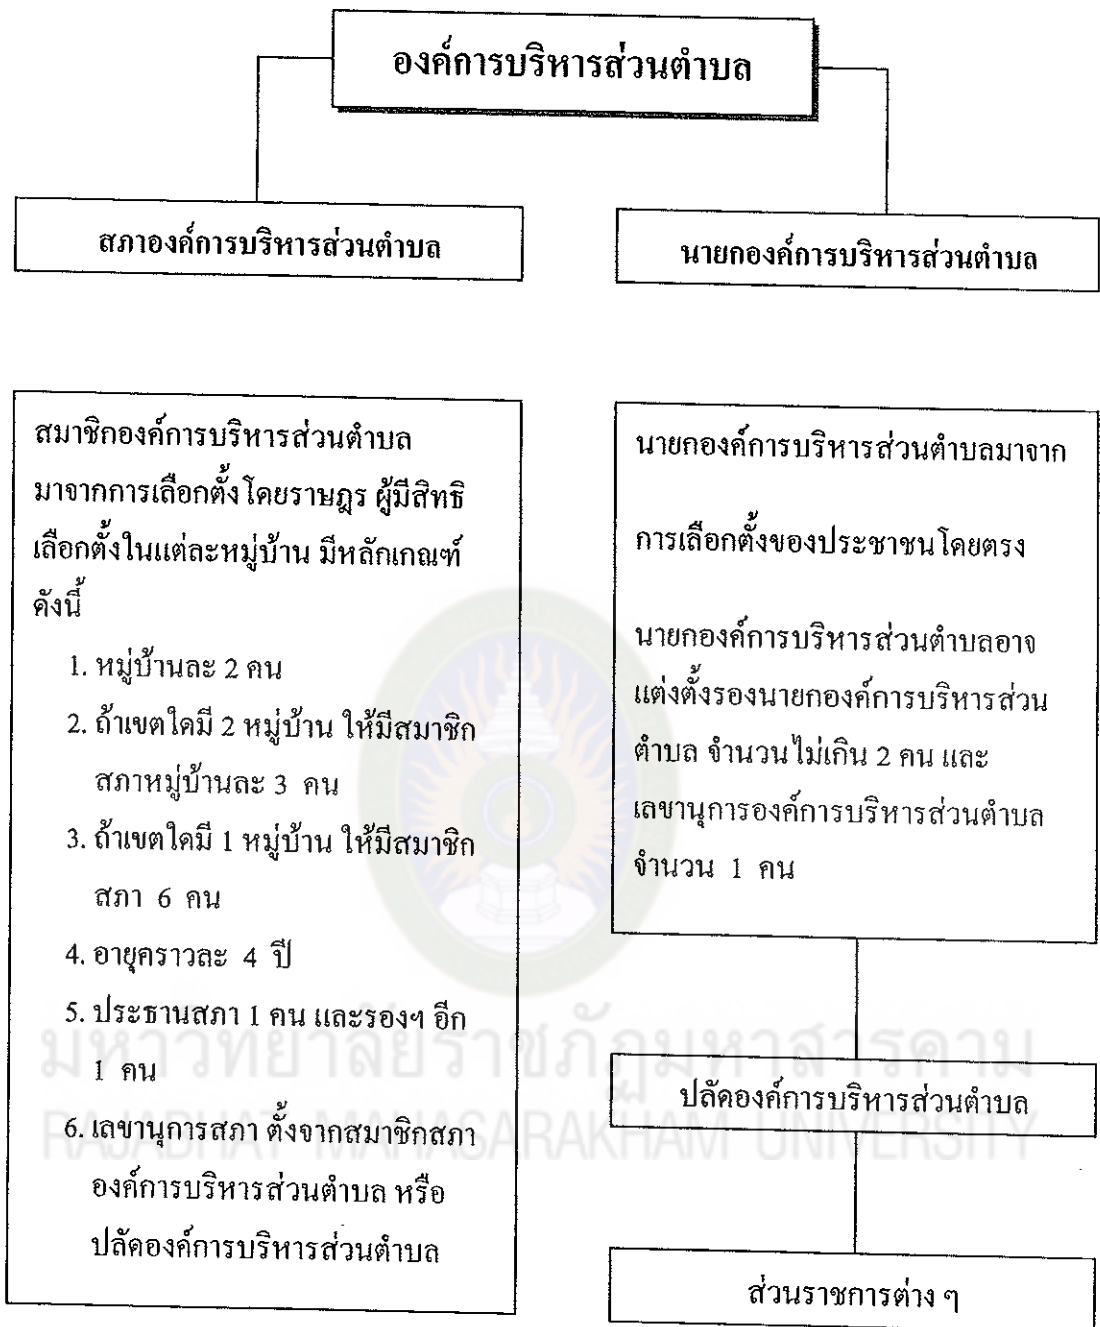 องค์การบริหารส่วนตำบล
สภาองค์การบริหารส่วนตำบล
นายกองค์การบริหารส่วนตำบล
สมาชิกองค์การบริหารส่วนตำบล
มาจากการเลือกตั้งโดยราษฎร ผู้มีสิทธิ
เลือกตั้งในแต่ละหมู่บ้าน มีหลักเกณฑ์
ดังนี้
1. หมู่บ้านละ 2 คน
2. ถ้าเขตใดมี 2 หมู่บ้าน ให้มีสมาชิก
สภาหมู่บ้านละ 3 คน
3. ถ้าเขตใดมี 1 หมู่บ้าน ให้มีสมาชิก
สภา 6 คน
4. อายุคราวละ 4 ปี
5. ประธานสภา 1 คน และรองฯ อีก
1 คน
6. เลขานุการสภา ตั้งจากสมาชิกสภา
องค์การบริหารส่วนตำบล หรือ
ปลัดองค์การบริหารส่วนตำบล
นายกองค์การบริหารส่วนตำบลมาจาก
การเลือกตั้งของประชาชนโดยตรง
นายกองค์การบริหารส่วนตำบลอาจ
แต่งตั้งรองนายกองค์การบริหารส่วน
ตำบล จำนวนไม่เกิน 2 คน และ
เลขานุการองค์การบริหารส่วนตำบล
จำนวน 1 คน
ปลัดองค์การบริหารส่วนตำบล
ส่วนราชการต่าง ๆ
มหาวิทยาลัยราชภัฏมหาสารคาม
RAJABHAT MAHASARAKHAM UNIVERSITY